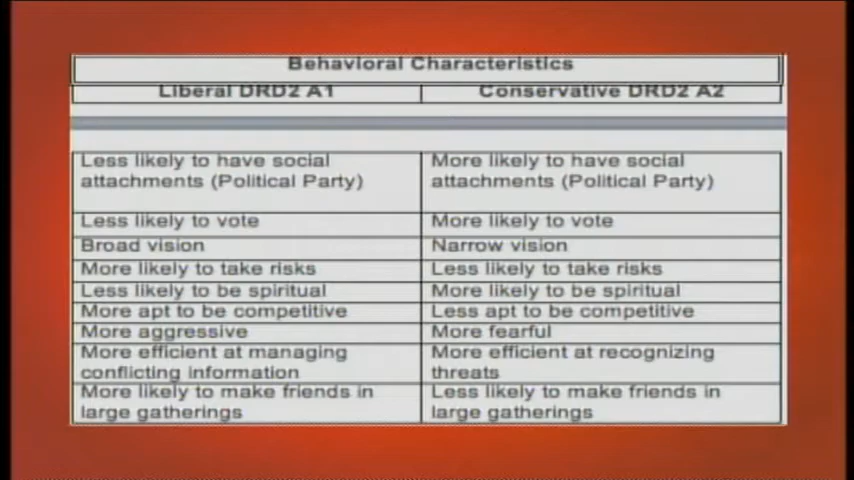 Behavioral Characteristics
Liberal DRD2 A1 Conservative DRD2 A2
Less likely to have social
attachments (Political Party)
More likely to have social
attachments (Political Party)
Less likely to vote More likely to vote
Broad vision Narrow vision
More likely to take risks Less likely to take risks
Less likely to be spiritual More likely to be spiritual
More apt to be competitive Less apt to be competitive
More aggressive More fearful
More efficient at managing
conflicting information
More efficient at recognizing
threats
More likely to make friends in
large gatherings
Less likely to make friends in
large gatherings